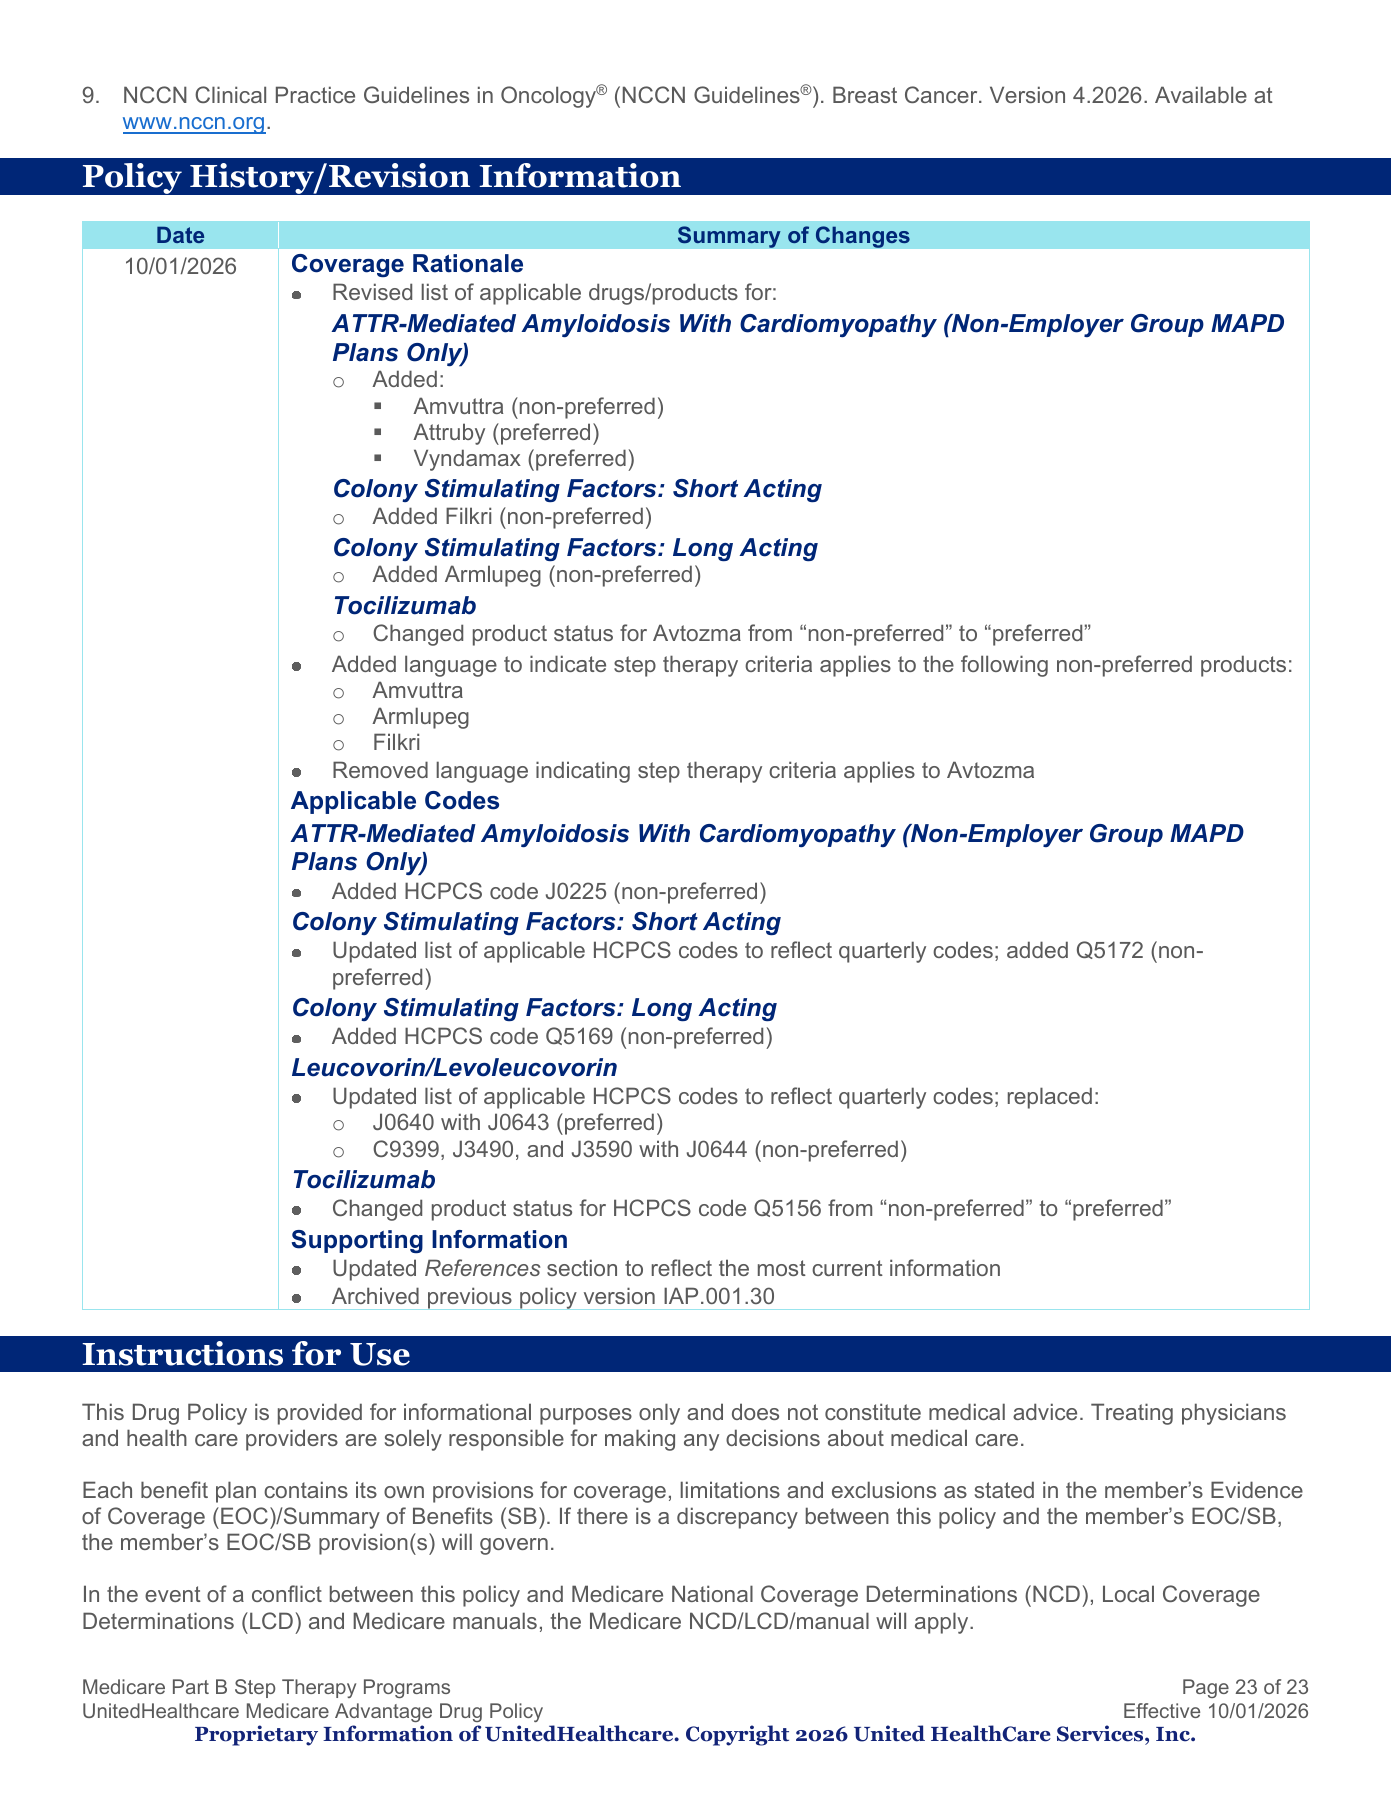 9. NCCN Clinical Practice Guidelines in Oncology® (NCCN Guidelines®). Breast Cancer. Version 4.2026. Available at
www.nccn.org.
Policy History/Revision Information
Date Summary of Changes
10/01/2026 Coverage Rationale
● Revised list of applicable drugs/products for:
ATTR-Mediated Amyloidosis With Cardiomyopathy (Non-Employer Group MAPD
Plans Only)
○ Added:
▪ Amvuttra (non-preferred)
▪ Attruby (preferred)
▪ Vyndamax (preferred)
Colony Stimulating Factors: Short Acting
○ Added Filkri (non-preferred)
Colony Stimulating Factors: Long Acting
○ Added Armlupeg (non-preferred)
Tocilizumab
○ Changed product status for Avtozma from “non-preferred” to “preferred”
● Added language to indicate step therapy criteria applies to the following non-preferred products:
○ Amvuttra
○ Armlupeg
○ Filkri
● Removed language indicating step therapy criteria applies to Avtozma
Applicable Codes
ATTR-Mediated Amyloidosis With Cardiomyopathy (Non-Employer Group MAPD
Plans Only)
● Added HCPCS code J0225 (non-preferred)
Colony Stimulating Factors: Short Acting
● Updated list of applicable HCPCS codes to reflect quarterly codes; added Q5172 (non-
preferred)
Colony Stimulating Factors: Long Acting
● Added HCPCS code Q5169 (non-preferred)
Leucovorin/Levoleucovorin
● Updated list of applicable HCPCS codes to reflect quarterly codes; replaced:
○ J0640 with J0643 (preferred)
○ C9399, J3490, and J3590 with J0644 (non-preferred)
Tocilizumab
● Changed product status for HCPCS code Q5156 from “non-preferred” to “preferred”
Supporting Information
● Updated References section to reflect the most current information
● Archived previous policy version IAP.001.30
Instructions for Use
This Drug Policy is provided for informational purposes only and does not constitute medical advice. Treating physicians
and health care providers are solely responsible for making any decisions about medical care.
Each benefit plan contains its own provisions for coverage, limitations and exclusions as stated in the member’s Evidence
of Coverage (EOC)/Summary of Benefits (SB). If there is a discrepancy between this policy and the member’s EOC/SB,
the member’s EOC/SB provision(s) will govern.
In the event of a conflict between this policy and Medicare National Coverage Determinations (NCD), Local Coverage
Determinations (LCD) and Medicare manuals, the Medicare NCD/LCD/manual will apply.
Medicare Part B Step Therapy Programs Page 23 of 23
UnitedHealthcare Medicare Advantage Drug Policy Effective 10/01/2026
Proprietary Information of UnitedHealthcare. Copyright 2026 United HealthCare Services, Inc.